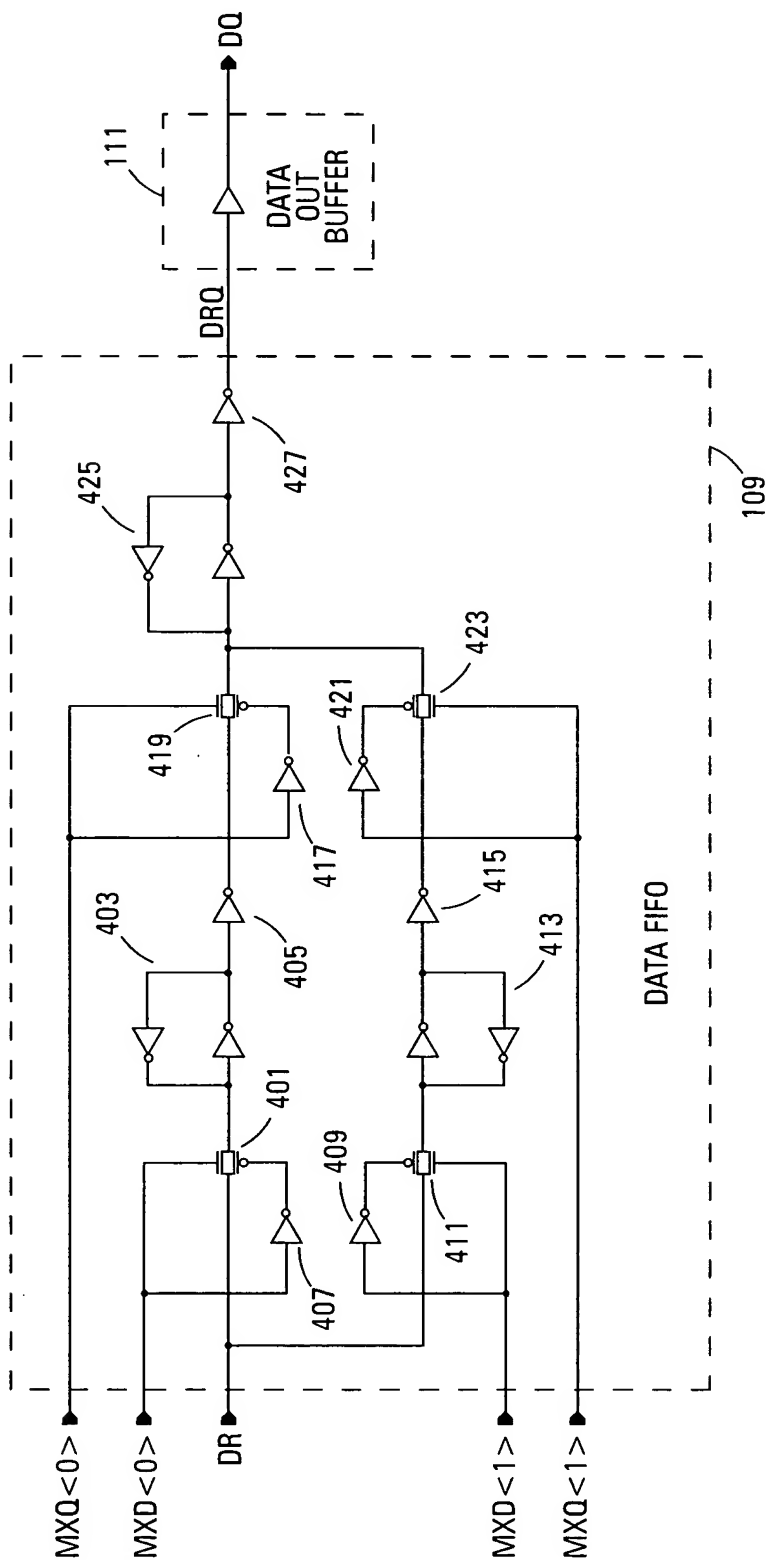 MXQ<0>
MXD<0>
DR
MXD<1>
MXQ<1>
401
403
405
407
409
411
413
415
417
419
421
423
425
427
DATA FIFO
109
DRQ
111
DATA
OUT
BUFFER
DQ